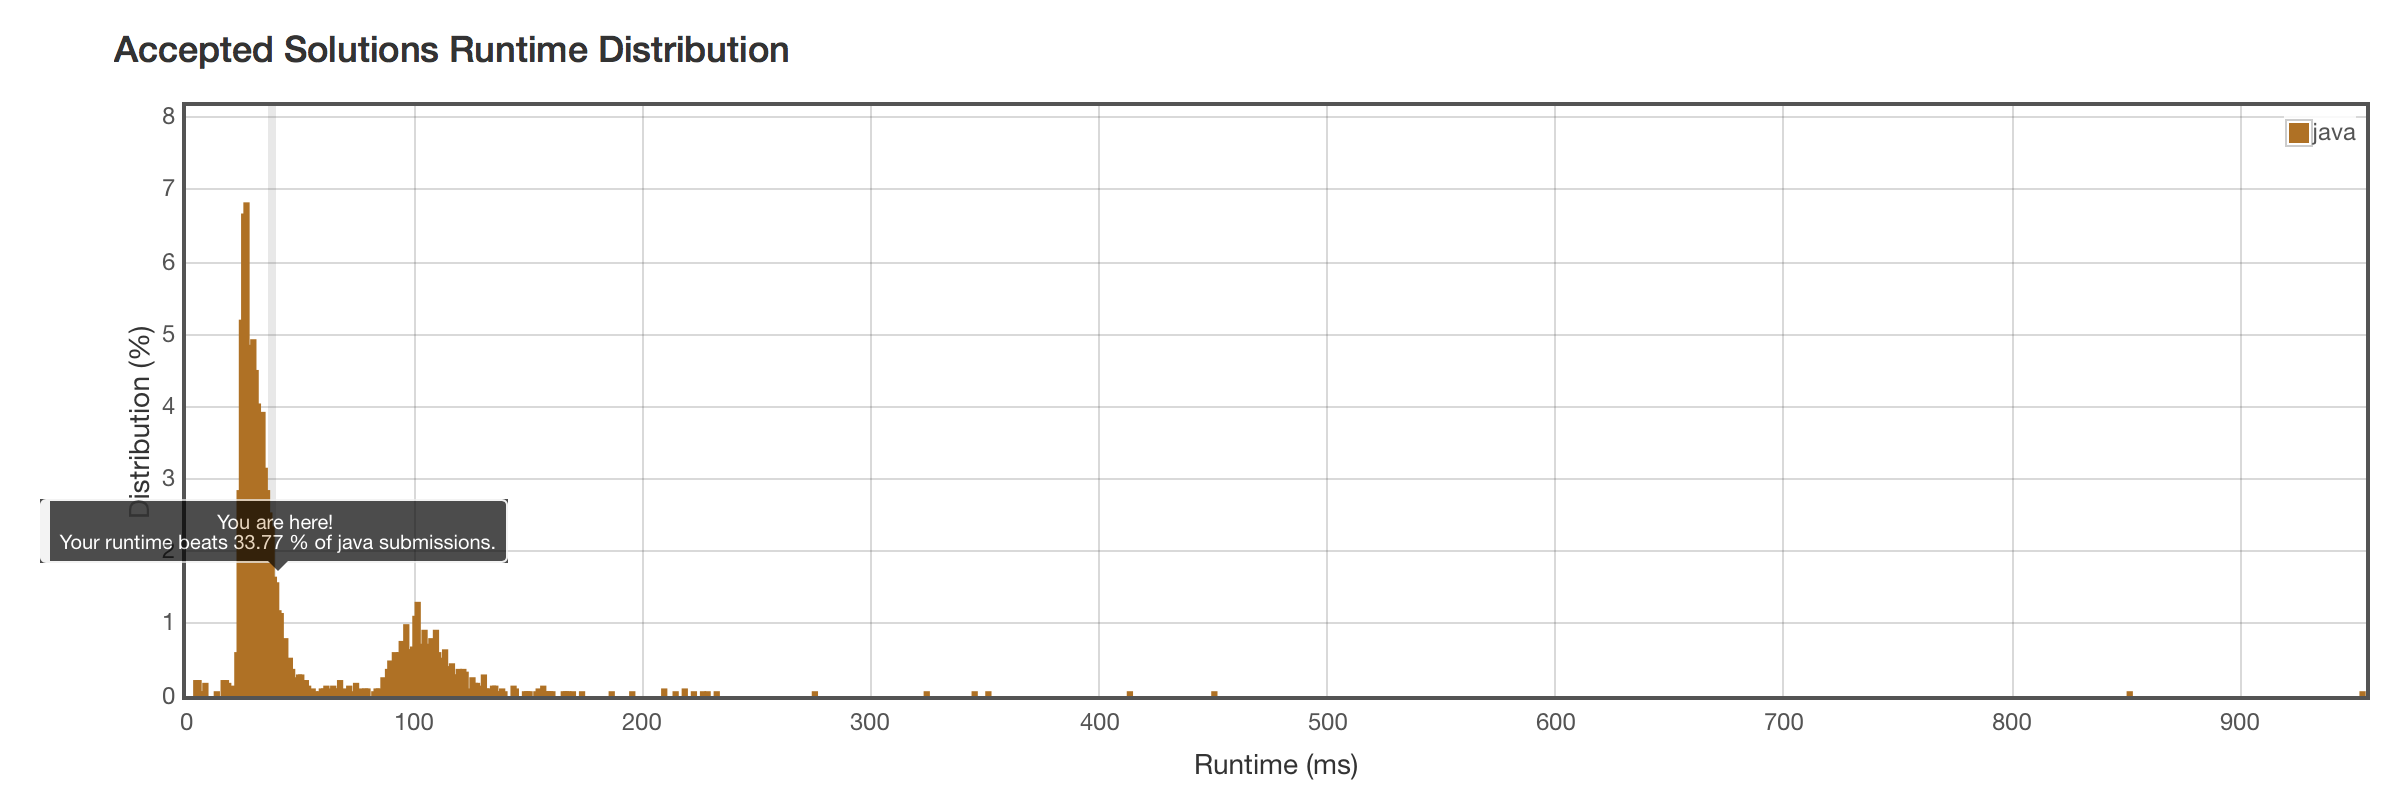 Accepted Solutions Runtime Distribution
8
java
7
6
5
4
3
2
1
0
Distribution (%)
You are here!
Your runtime beats 33.77 % of java submissions.
0 100 200 300 400 500 600 700 800 900
Runtime (ms)